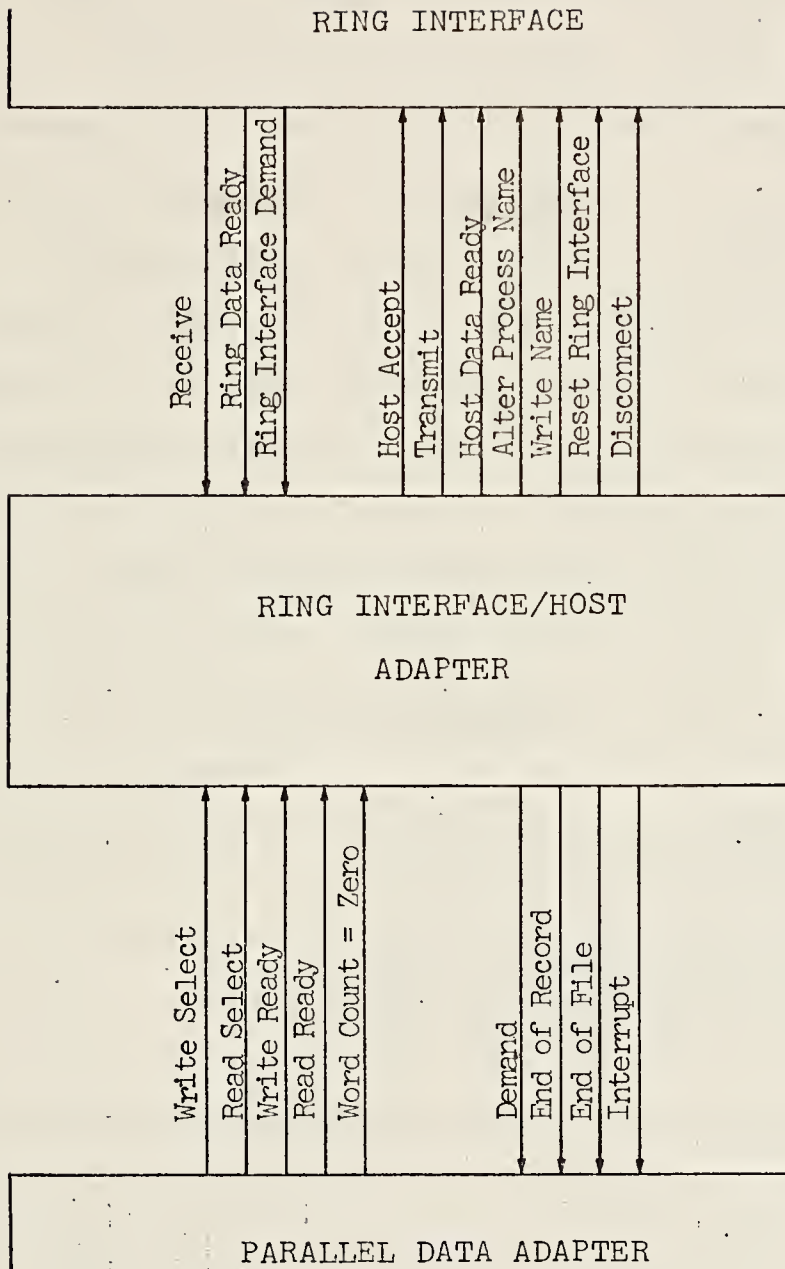 RING INTERFACE
Receive
Ring Data Ready
Ring Interface Demand
Host Accept
Transmit
Host Data Ready
Alter Process Name
Write Name
Reset Ring Interface
Disconnect
RING INTERFACE/HOST
ADAPTER
Write Select
Read Select
Write Ready
Read Ready
Word Count = Zero
Demand
End of Record
End of File
Interrupt
PARALLEL DATA ADAPTER